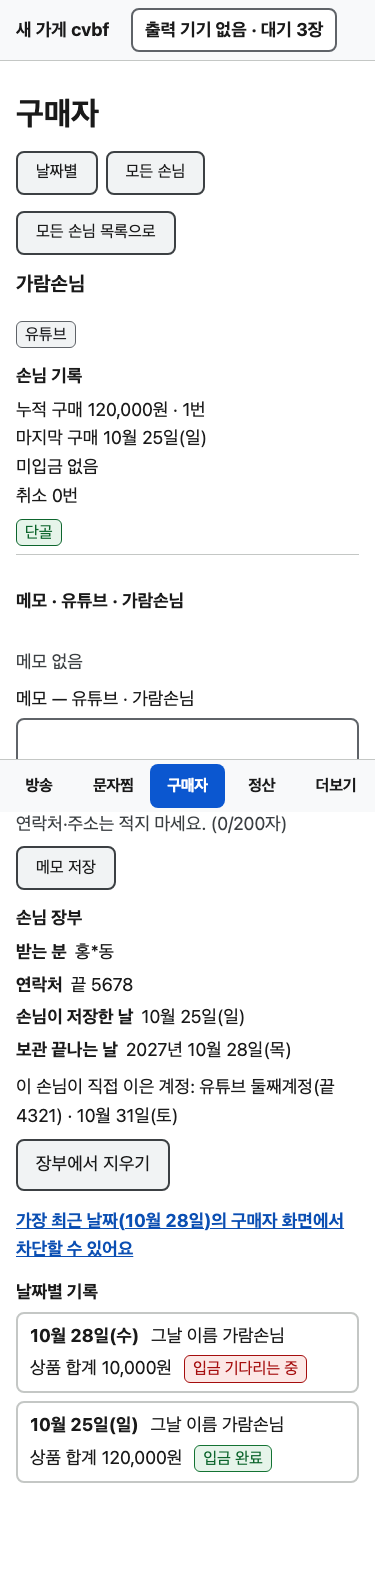 새 가게 cvbf
출력 기기 없음 · 대기 3장
구매자
날짜별
모든 손님
모든 손님 목록으로
가람손님
유튜브
손님 기록
누적 구매 120,000원 · 1번
마지막 구매 10월 25일(일)
미입금 없음
취소 0번
단골
메모 · 유튜브 · 가람손님
메모 없음
메모 — 유튜브 · 가람손님
방송
문자찜
구매자
정산
더보기
연락처·주소는 적지 마세요. (0/200자)
메모 저장
손님 장부
받는 분 홍*동
연락처 끝 5678
손님이 저장한 날 10월 25일(일)
보관 끝나는 날 2027년 10월 28일(목)
이 손님이 직접 이은 계정: 유튜브 둘째계정(끝
4321) · 10월 31일(토)
장부에서 지우기
가장 최근 날짜(10월 28일)의 구매자 화면에서
차단할 수 있어요
날짜별 기록
10월 28일(수) 그날 이름 가람손님
상품 합계 10,000원 입금 기다리는 중
10월 25일(일) 그날 이름 가람손님
상품 합계 120,000원 입금 완료